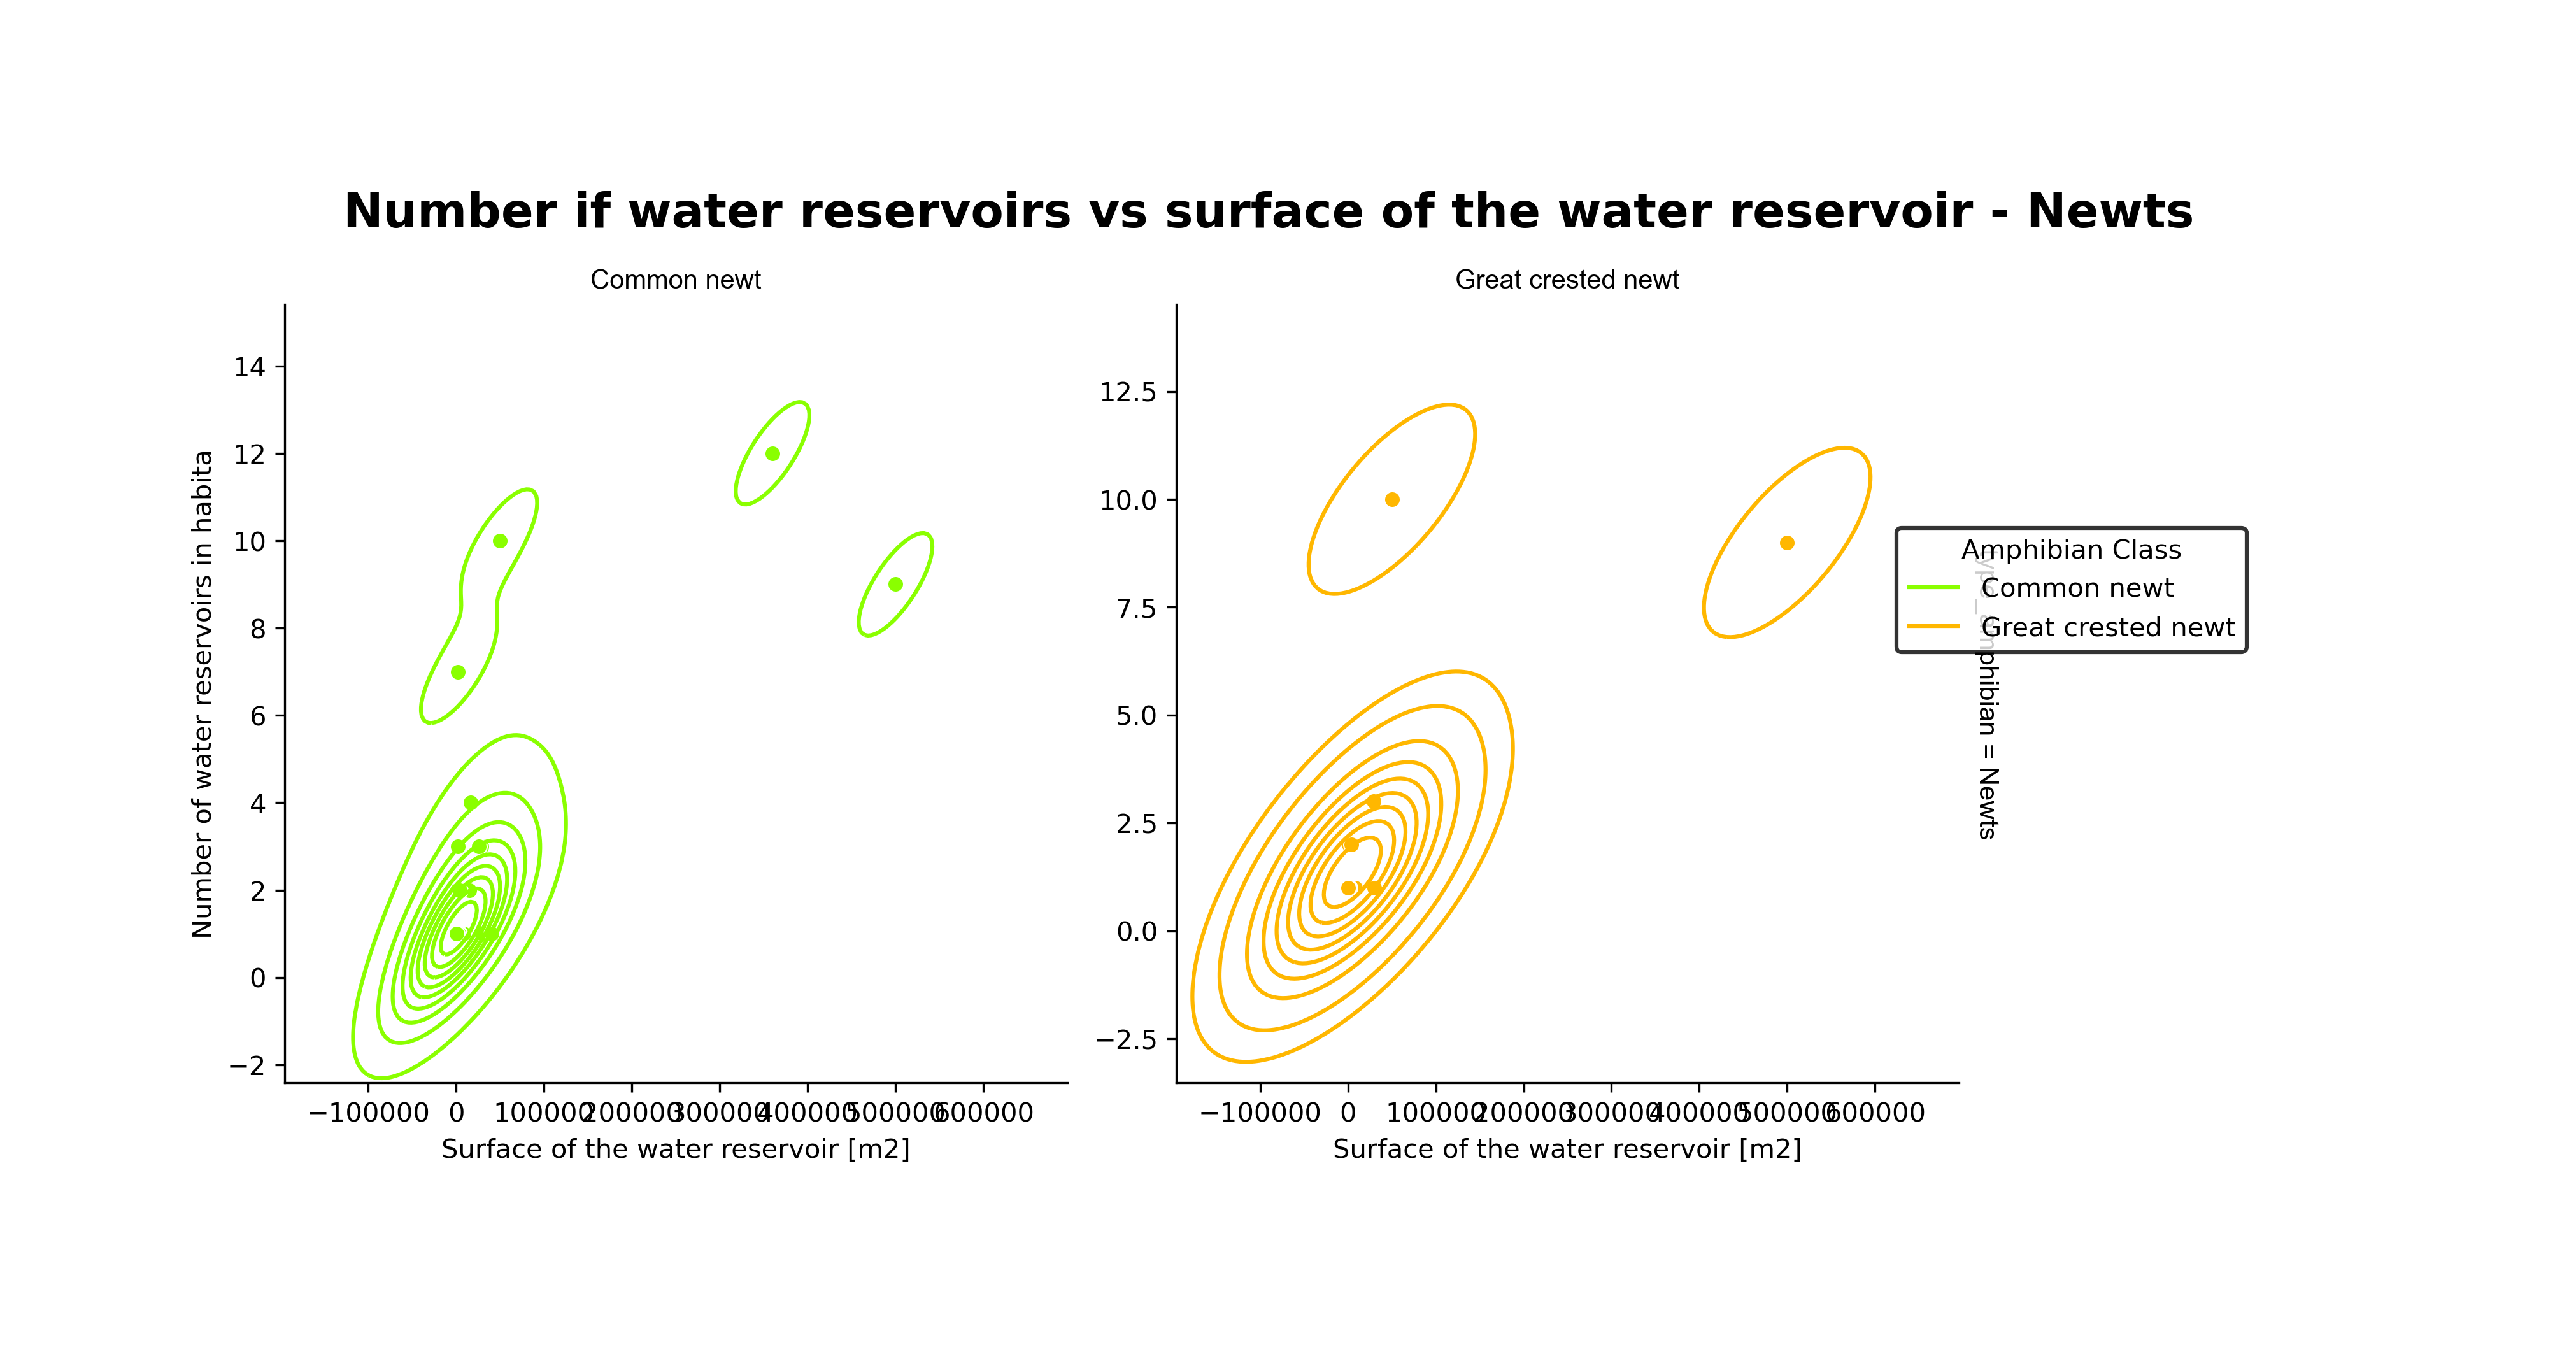 Number if water reservoirs vs surface of the water reservoir - Newts
Common newt
Great crested newt
Number of water reservoirs in habita
14
12
10
8
6
4
2
0
−2
−100000 0 100000 200000 300000 400000 500000 600000
Surface of the water reservoir [m2]
12.5
10.0
7.5
5.0
2.5
0.0
−2.5
−100000 0 100000 200000 300000 400000 500000 600000
Surface of the water reservoir [m2]
Amphibian Class
Common newt
Great crested newt
type_amphibian = Newts